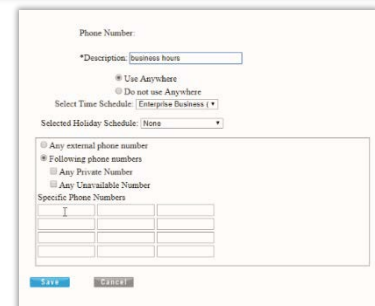 Phone Number:
*Description: business hours
Use Anywhere
Do not use Anywhere
Select Time Schedule: Enterprise Business (
Selected Holiday Schedule: None
Any external phone number
Following phone numbers
Any Private Number
Any Unavailable Number
Specific Phone Numbers
Save Cancel